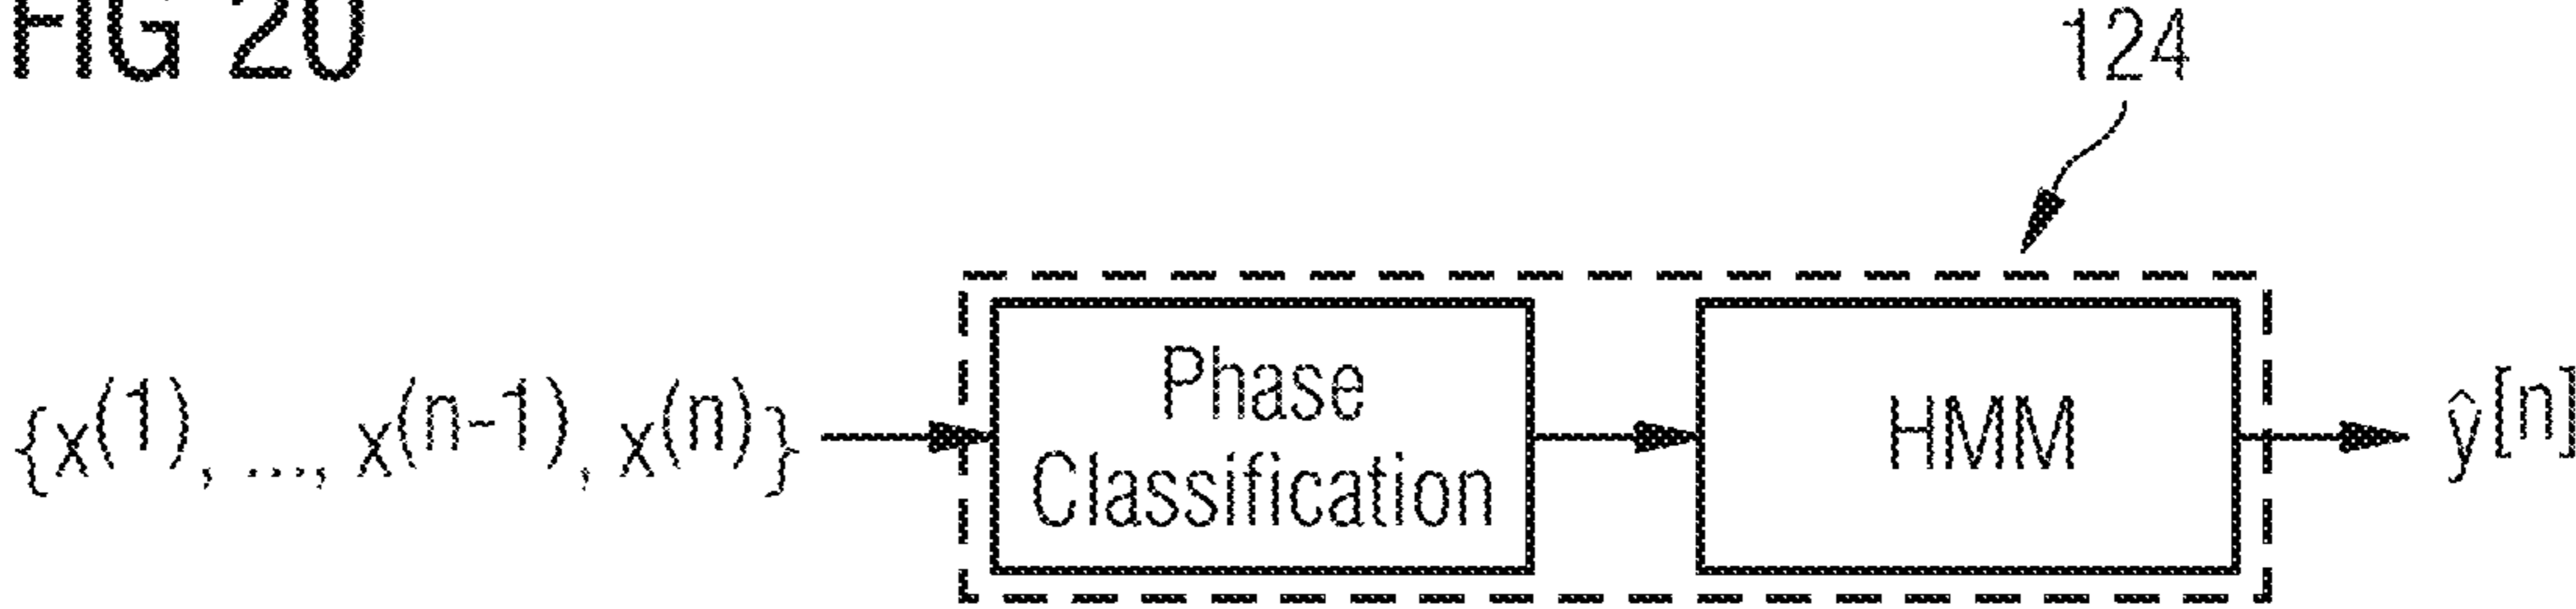 FIG 20
124
{x^(1), ..., x^(n-1), x^(n)}
Phase
Classification
HMM
ŷ^[n]